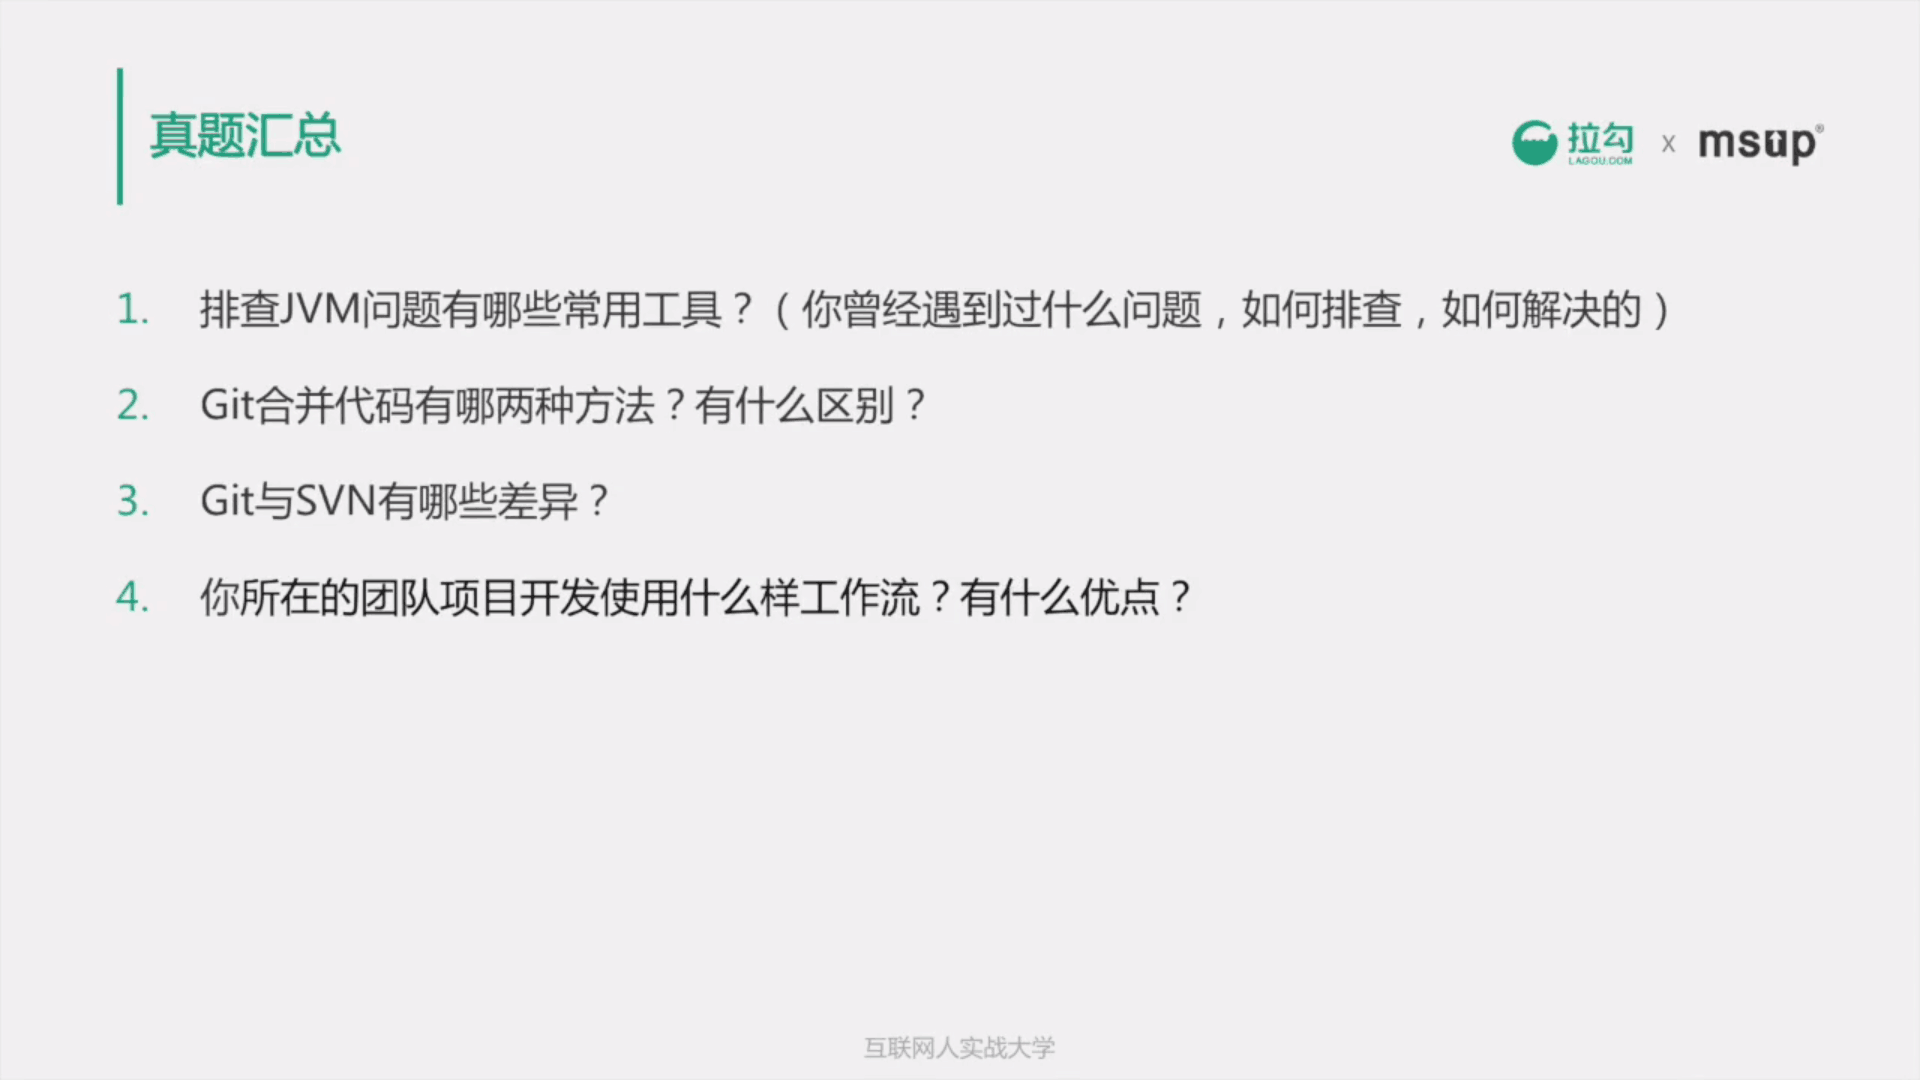 真题汇总
拉勾
LAGOU.COM
x
msup®
1. 排查JVM问题有哪些常用工具？（你曾经遇到过什么问题，如何排查，如何解决的）
2. Git合并代码有哪两种方法？有什么区别？
3. Git与SVN有哪些差异？
4. 你所在的团队项目开发使用什么样工作流？有什么优点？
互联网人实战大学